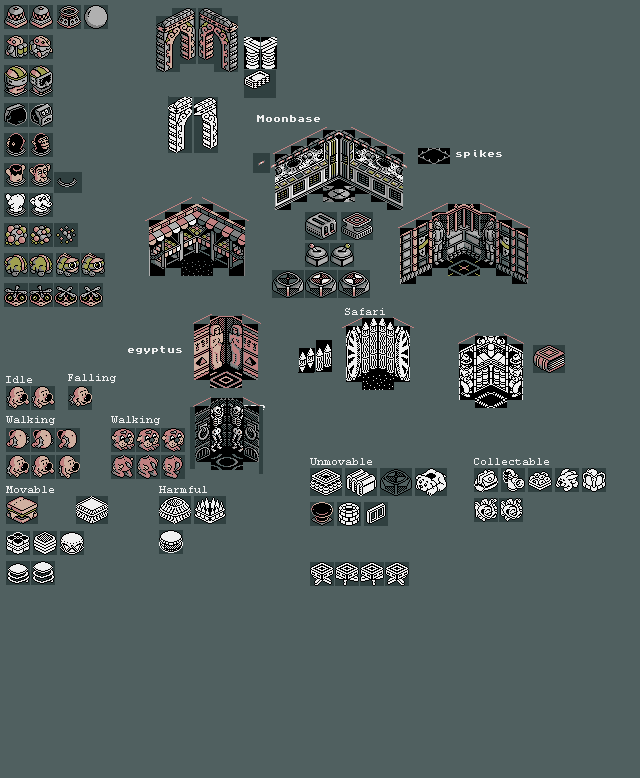 Moonbase
spikes
Safari
egyptus
Idle
Falling
Walking
Walking
Unmovable
Collectable
Movable
Harmful